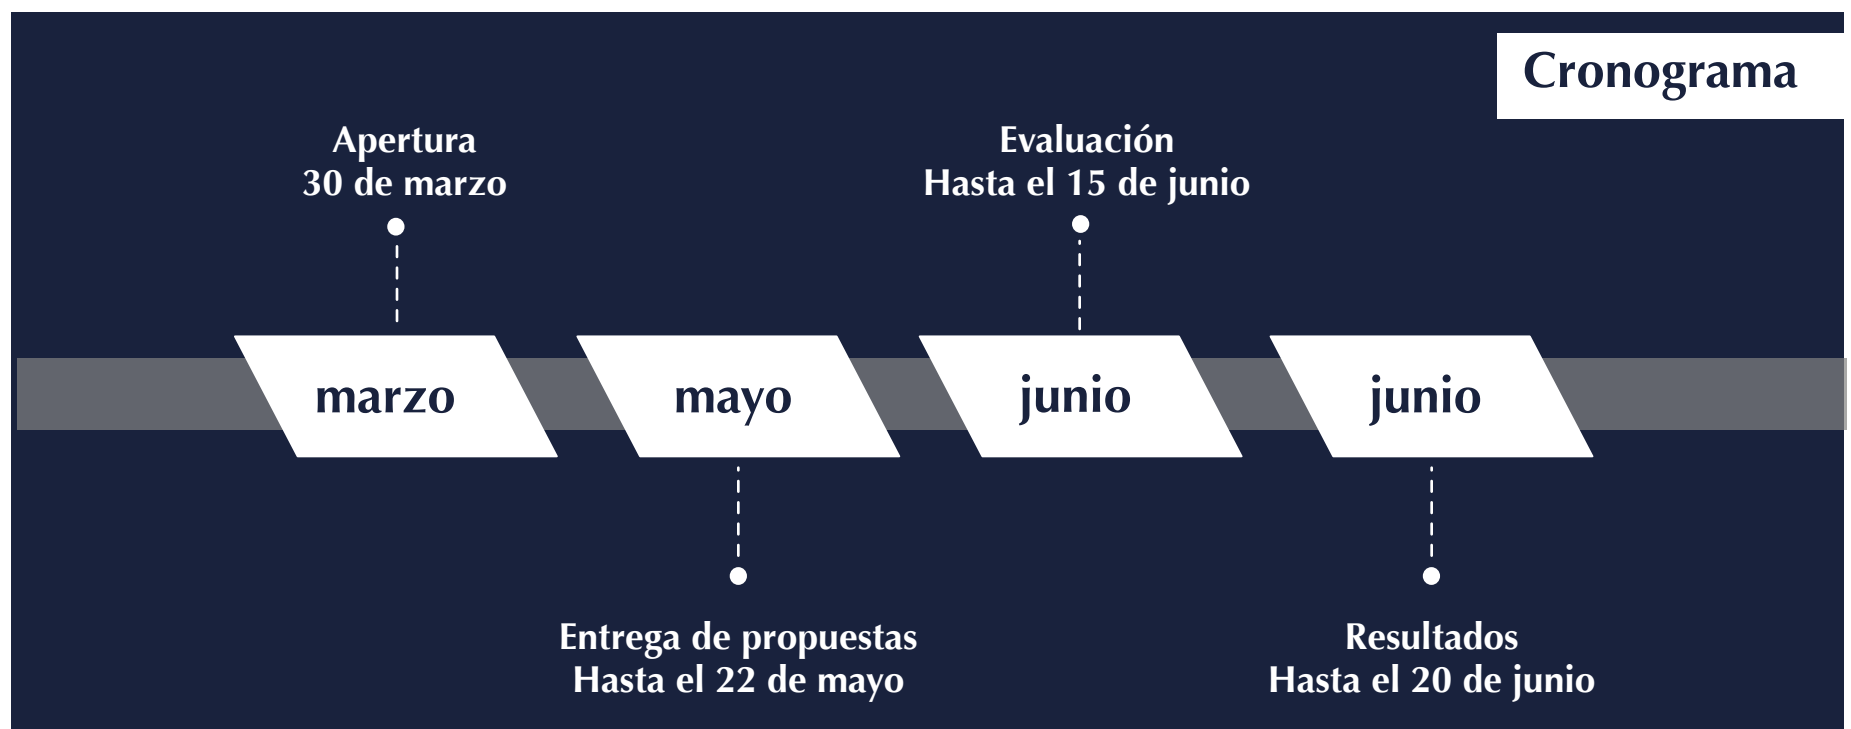 Cronograma
Apertura
30 de marzo
Evaluación
Hasta el 15 de junio
marzo
mayo
junio
junio
Entrega de propuestas
Hasta el 22 de mayo
Resultados
Hasta el 20 de junio